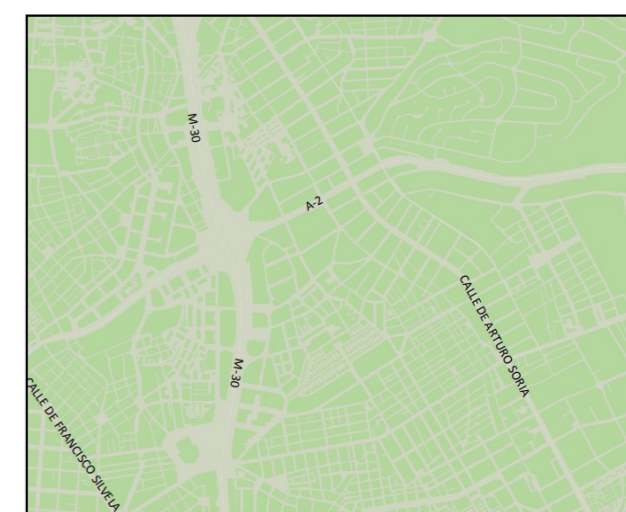 M-30
A-2
CALLE DE ARTURO SORIA
M-30
CALLE DE FRANCISCO SILVELA